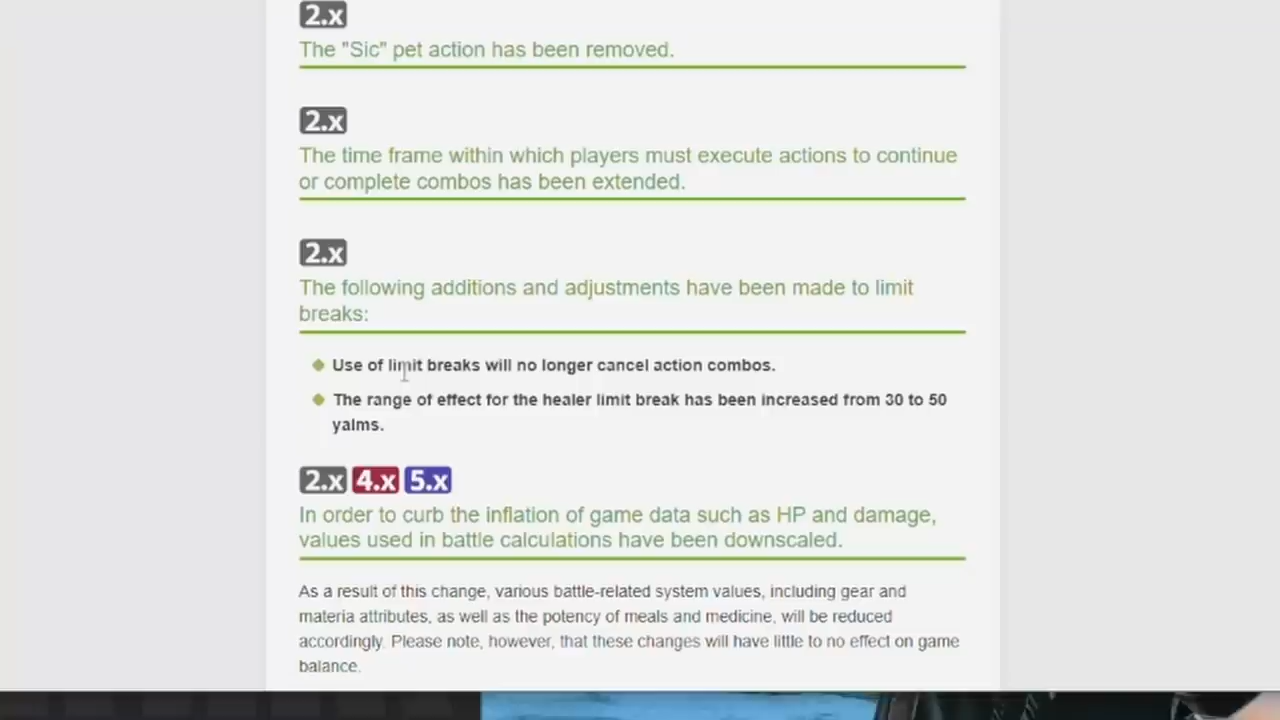 2.x
The "Sic" pet action has been removed.
2.x
The time frame within which players must execute actions to continue
or complete combos has been extended.
2.x
The following additions and adjustments have been made to limit
breaks:
Use of limit breaks will no longer cancel action combos.
The range of effect for the healer limit break has been increased from 30 to 50
yalms.
2.x 4.x 5.x
In order to curb the inflation of game data such as HP and damage,
values used in battle calculations have been downscaled.
As a result of this change, various battle-related system values, including gear and
materia attributes, as well as the potency of meals and medicine, will be reduced
accordingly. Please note, however, that these changes will have little to no effect on game
balance.